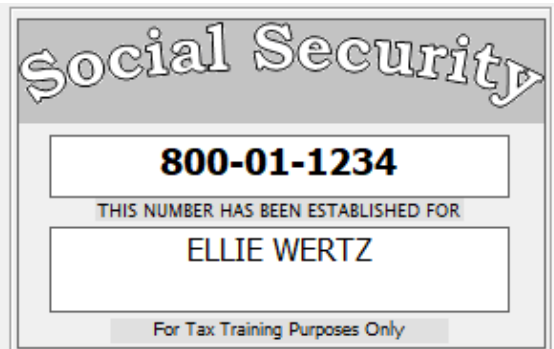 Social Security
800-01-1234
THIS NUMBER HAS BEEN ESTABLISHED FOR
ELLIE WERTZ
For Tax Training Purposes Only